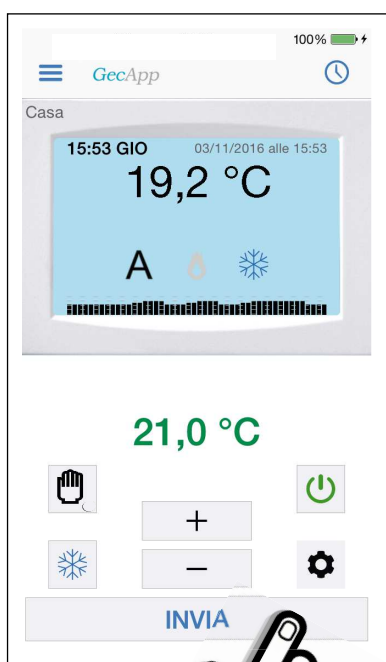 100%
GecApp
Casa
15:53 GIO 03/11/2016 alle 15:53
19,2 °C
A
21,0 °C
+
−
INVIA